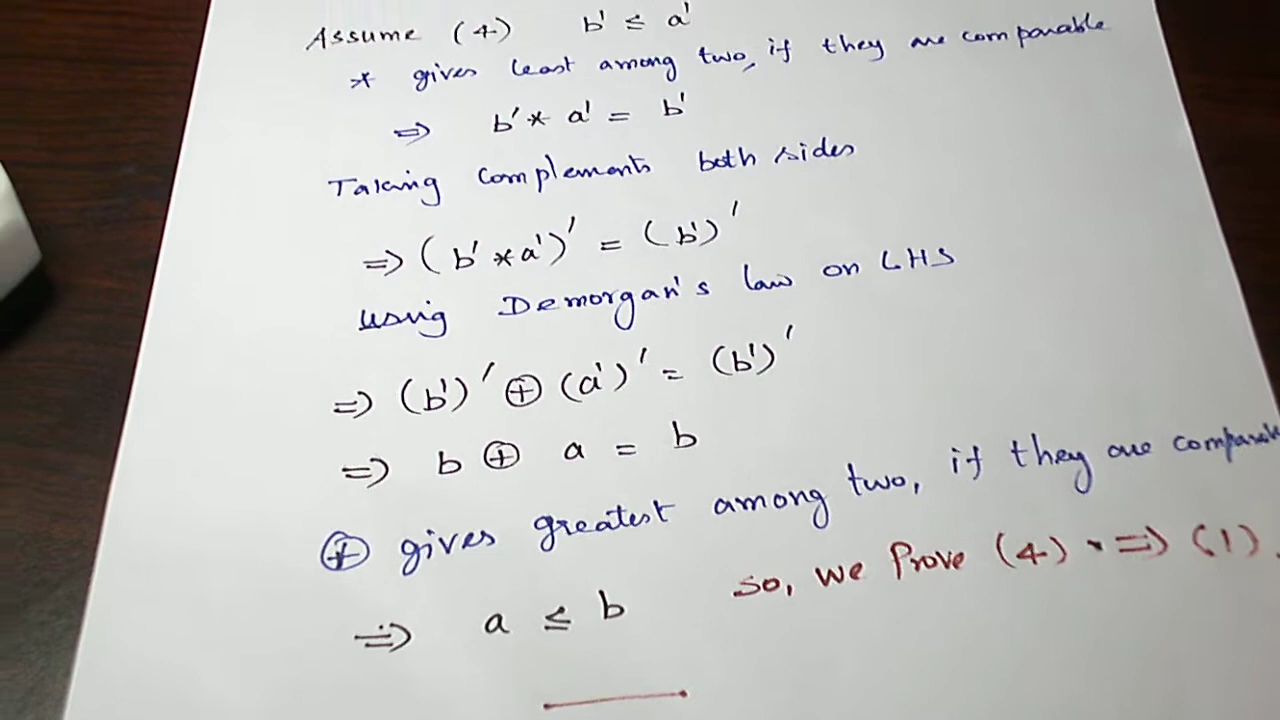 Assume (4) b' ≤ a'
* gives least among two, if they are comparable
⇒ b' * a' = b'
Taking complements both sides
⇒ (b' * a')' = (b')'
using Demorgan's law on LHS
⇒ (b')' ⊕ (a')' = (b')'
⇒ b ⊕ a = b
⊕ gives greatest among two, if they are comparable
⇒ a ≤ b so, we Prove (4) ⇒ (1).